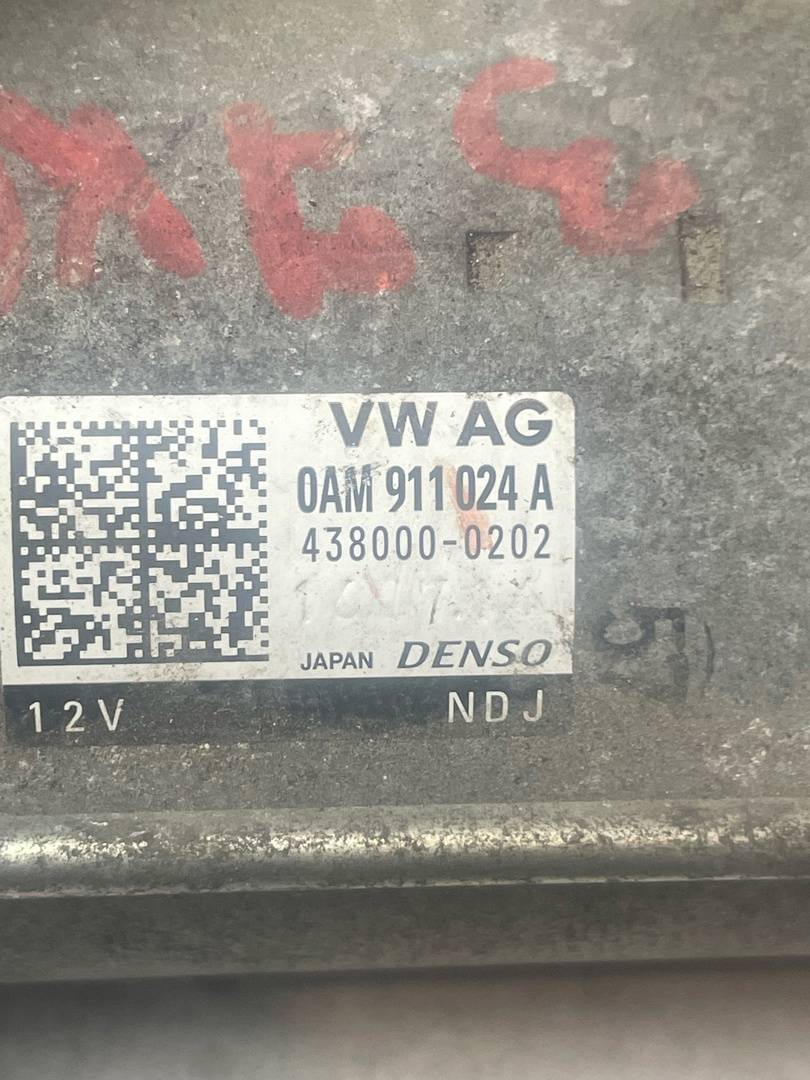 VW AG
0AM 911 024 A
438000-0202
JAPAN DENSO
12V NDJ